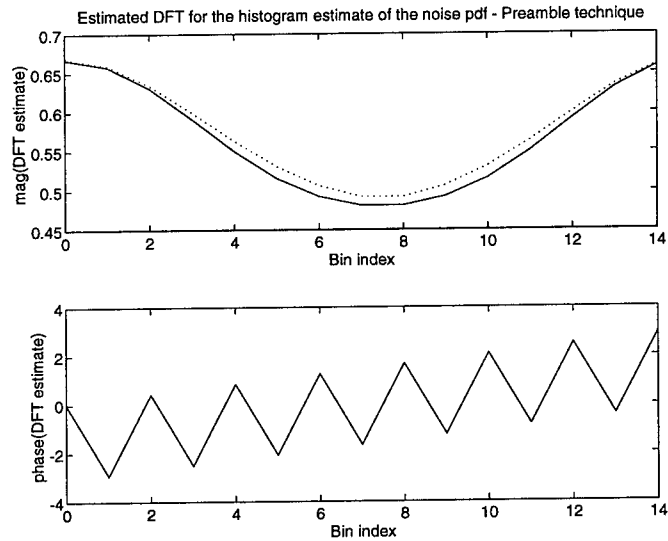 Estimated DFT for the histogram estimate of the noise pdf - Preamble technique
0.7
0.65
0.6
0.55
0.5
0.45
mag(DFT estimate)
0 2 4 6 8 10 12 14
Bin index
4
2
0
-2
-4
phase(DFT estimate)
0 2 4 6 8 10 12 14
Bin index